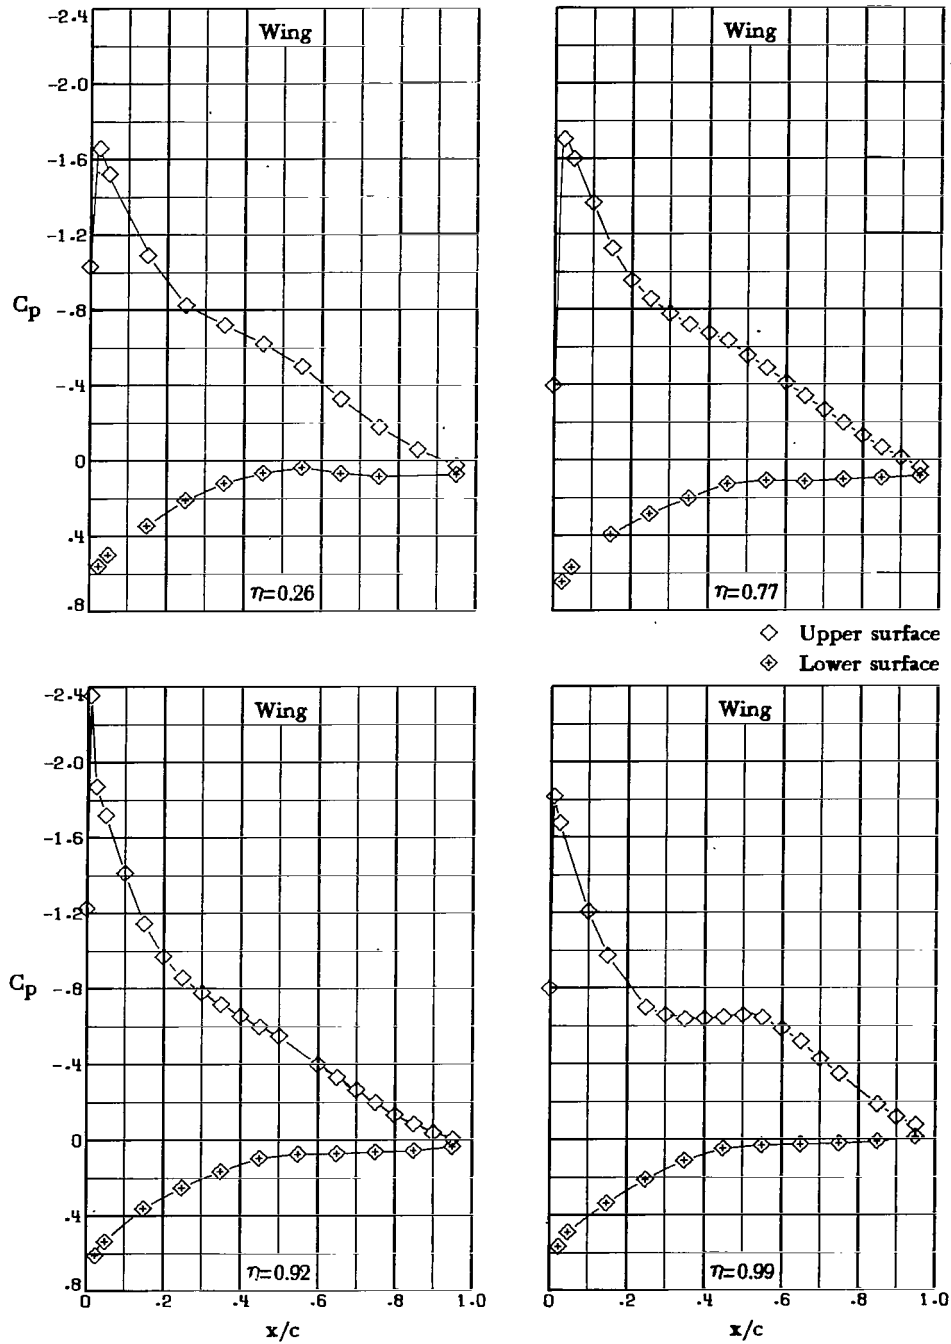 -2.4
Wing
Wing
-2.0
-1.6
-1.2
Cp
-.8
-.4
0
.4
.8
η=0.26
η=0.77
Upper surface
Lower surface
-2.4
Wing
Wing
-2.0
-1.6
-1.2
Cp
-.8
-.4
0
.4
.8
η=0.92
η=0.99
0 .2 .4 .6 .8 1.0
0 .2 .4 .6 .8 1.0
x/c
x/c